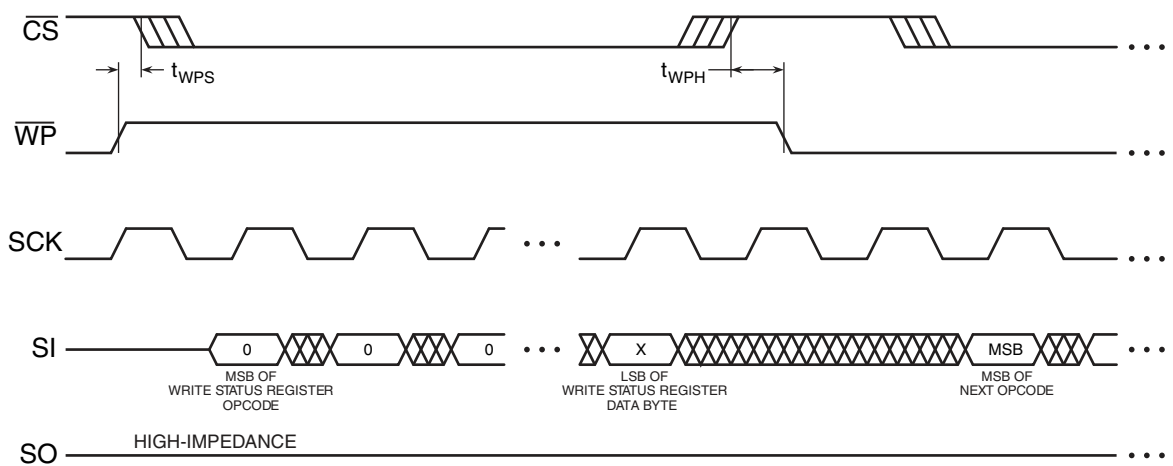 CS
tWPS
tWPH
WP
SCK
SI
0
0
0
X
MSB
MSB OF
WRITE STATUS REGISTER
OPCODE
LSB OF
WRITE STATUS REGISTER
DATA BYTE
MSB OF
NEXT OPCODE
SO
HIGH-IMPEDANCE